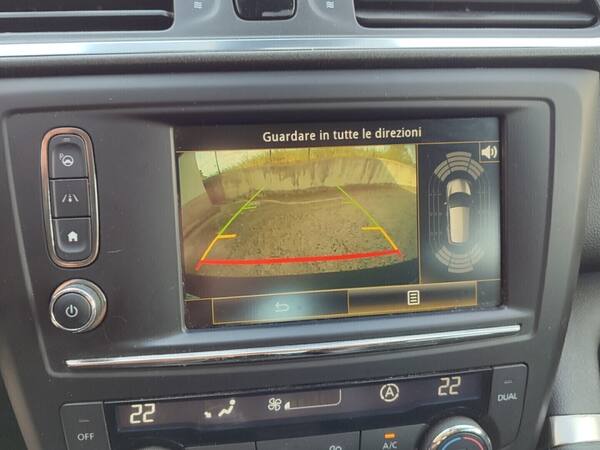 Guardare in tutte le direzioni
22
22
A
OFF
A/C
DUAL